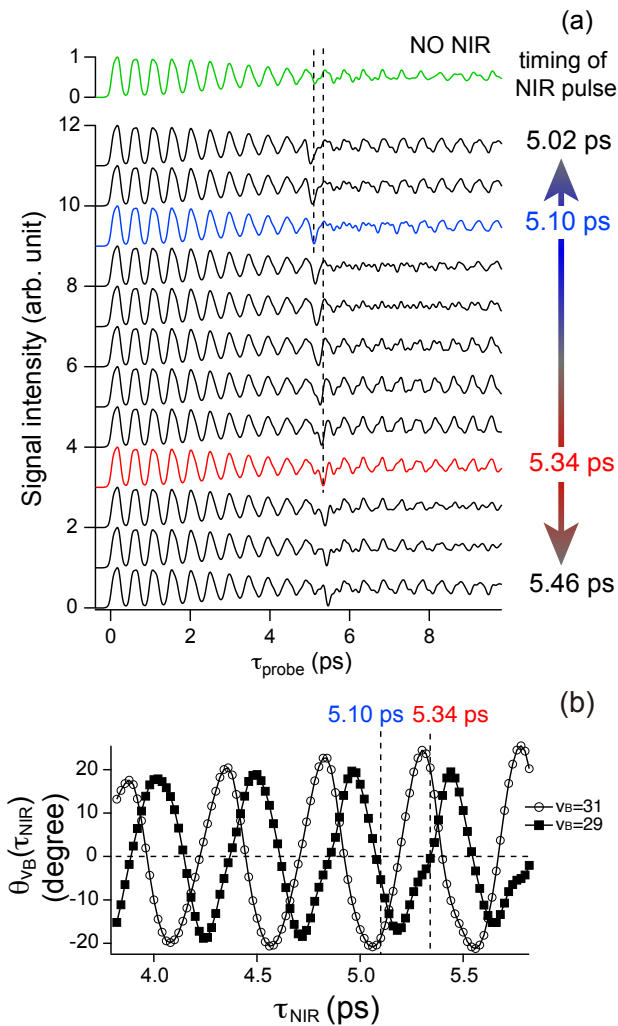 (a)
NO NIR
timing of
NIR pulse
1
0
12
10
8
6
4
2
0
Signal intensity (arb. unit)
5.02 ps
5.10 ps
5.34 ps
5.46 ps
0 2 4 6 8
τprobe (ps)
(b)
5.10 ps 5.34 ps
20
10
0
-10
-20
θvB(τNIR)
(degree)
vB=31
vB=29
4.0 4.5 5.0 5.5
τNIR (ps)